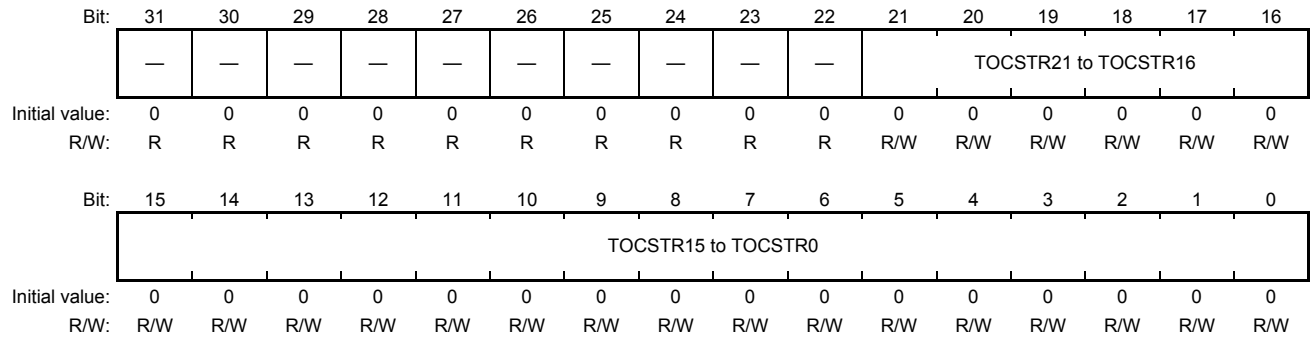 Bit: 31 30 29 28 27 26 25 24 23 22 21 20 19 18 17 16
— — — — — — — — — — TOCSTR21 to TOCSTR16
Initial value: 0 0 0 0 0 0 0 0 0 0 0 0 0 0 0 0
R/W: R R R R R R R R R R R/W R/W R/W R/W R/W R/W
Bit: 15 14 13 12 11 10 9 8 7 6 5 4 3 2 1 0
TOCSTR15 to TOCSTR0
Initial value: 0 0 0 0 0 0 0 0 0 0 0 0 0 0 0 0
R/W: R/W R/W R/W R/W R/W R/W R/W R/W R/W R/W R/W R/W R/W R/W R/W R/W